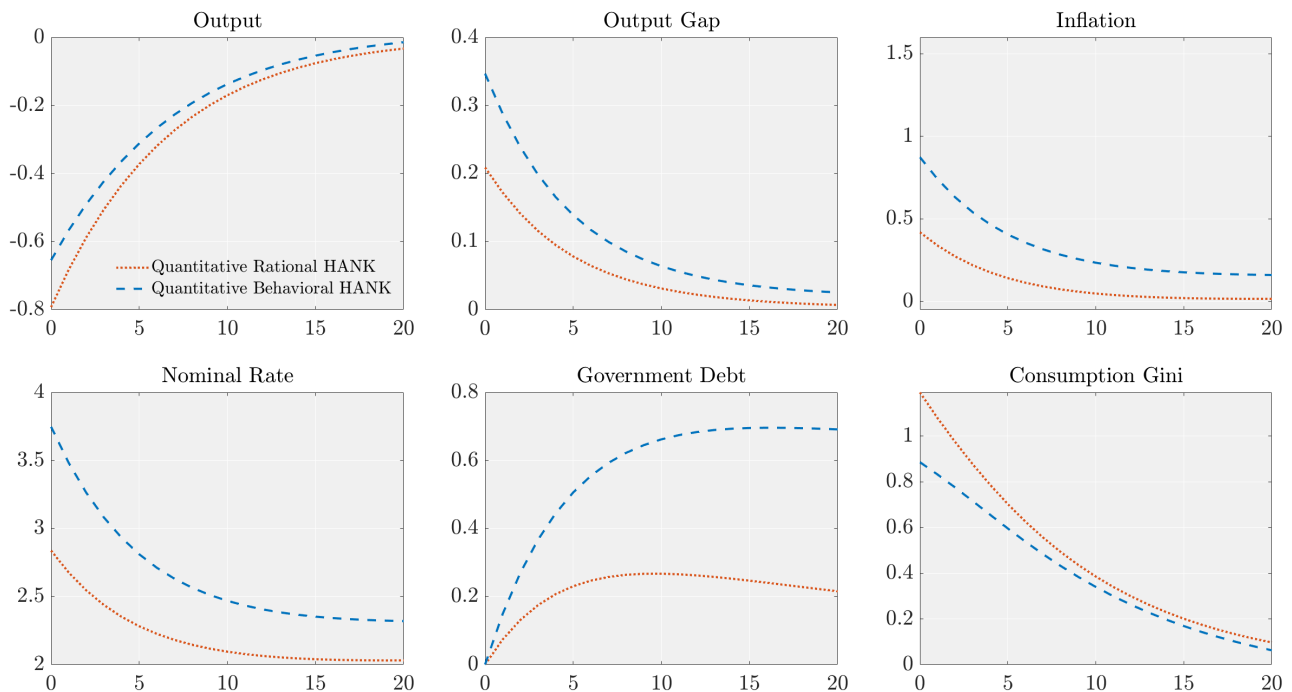 Output
0
-0.2
-0.4
-0.6
-0.8
Quantitative Rational HANK
Quantitative Behavioral HANK
0 5 10 15 20
Output Gap
0.4
0.3
0.2
0.1
0
0 5 10 15 20
Inflation
1.5
1
0.5
0
0 5 10 15 20
Nominal Rate
4
3.5
3
2.5
2
0 5 10 15 20
Government Debt
0.8
0.6
0.4
0.2
0
0 5 10 15 20
Consumption Gini
1
0.8
0.6
0.4
0.2
0
0 5 10 15 20